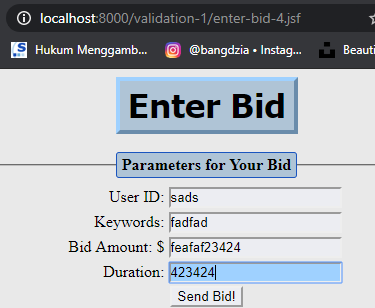 localhost:8000/validation-1/enter-bid-4.jsf
S Hukum Menggamb... @bangdzia • Instag... Beauti
Enter Bid
Parameters for Your Bid
User ID: sads
Keywords: fadfad
Bid Amount: $ feafaf23424
Duration: 423424
Send Bid!